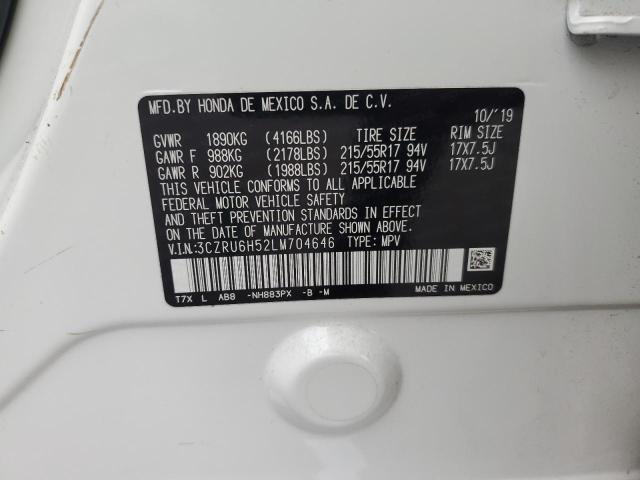 MFD.BY HONDA DE MEXICO S.A. DE C.V.
10/'19
GVWR 1890KG (4166LBS) TIRE SIZE RIM SIZE
GAWR F 988KG (2178LBS) 215/55R17 94V 17X7.5J
GAWR R 902KG (1988LBS) 215/55R17 94V 17X7.5J
THIS VEHICLE CONFORMS TO ALL APPLICABLE
FEDERAL MOTOR VEHICLE SAFETY
AND THEFT PREVENTION STANDARDS IN EFFECT
ON THE DATE OF MANUFACTURE SHOWN ABOVE.
V.I.N:3CZRU6H52LM704646 TYPE: MPV
T7X L AB8 -NH883PX -B -M MADE IN MEXICO